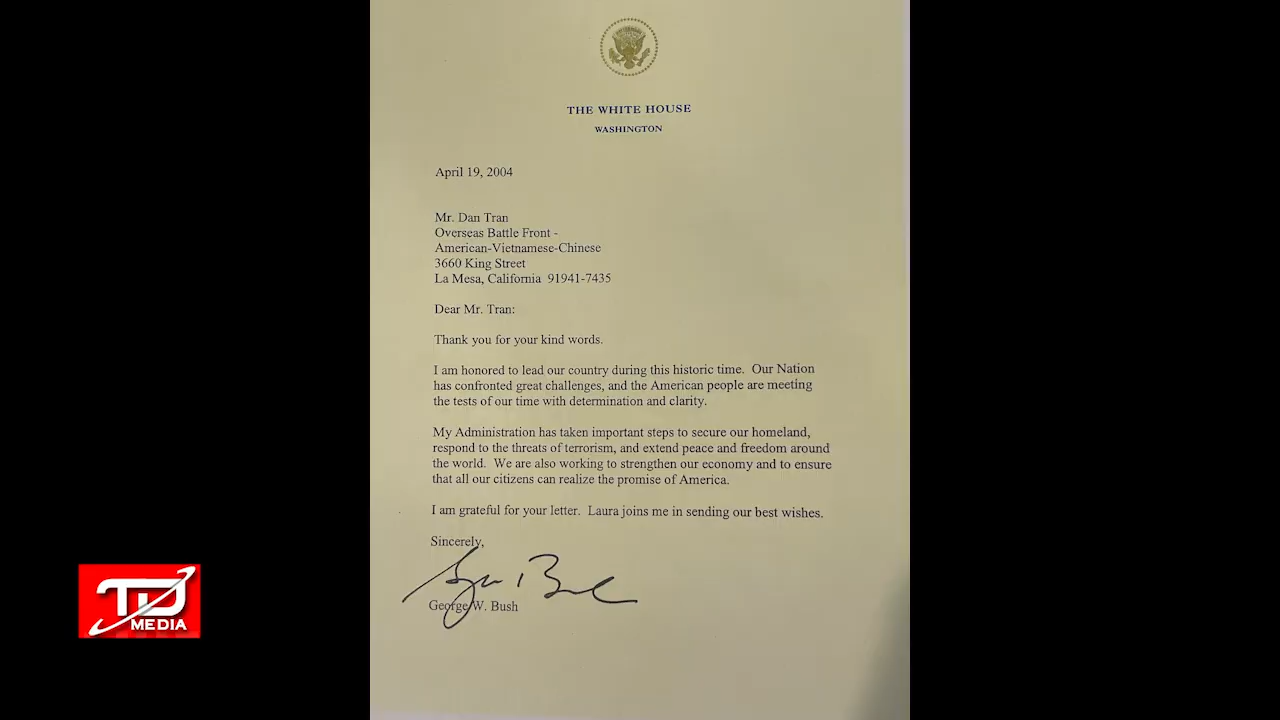 THE WHITE HOUSE
WASHINGTON
April 19, 2004
Mr. Dan Tran
Overseas Battle Front -
American-Vietnamese-Chinese
3660 King Street
La Mesa, California 91941-7435
Dear Mr. Tran:
Thank you for your kind words.
I am honored to lead our country during this historic time. Our Nation
has confronted great challenges, and the American people are meeting
the tests of our time with determination and clarity.
My Administration has taken important steps to secure our homeland,
respond to the threats of terrorism, and extend peace and freedom around
the world. We are also working to strengthen our economy and to ensure
that all our citizens can realize the promise of America.
I am grateful for your letter. Laura joins me in sending our best wishes.
Sincerely,
George W. Bush
TD
MEDIA